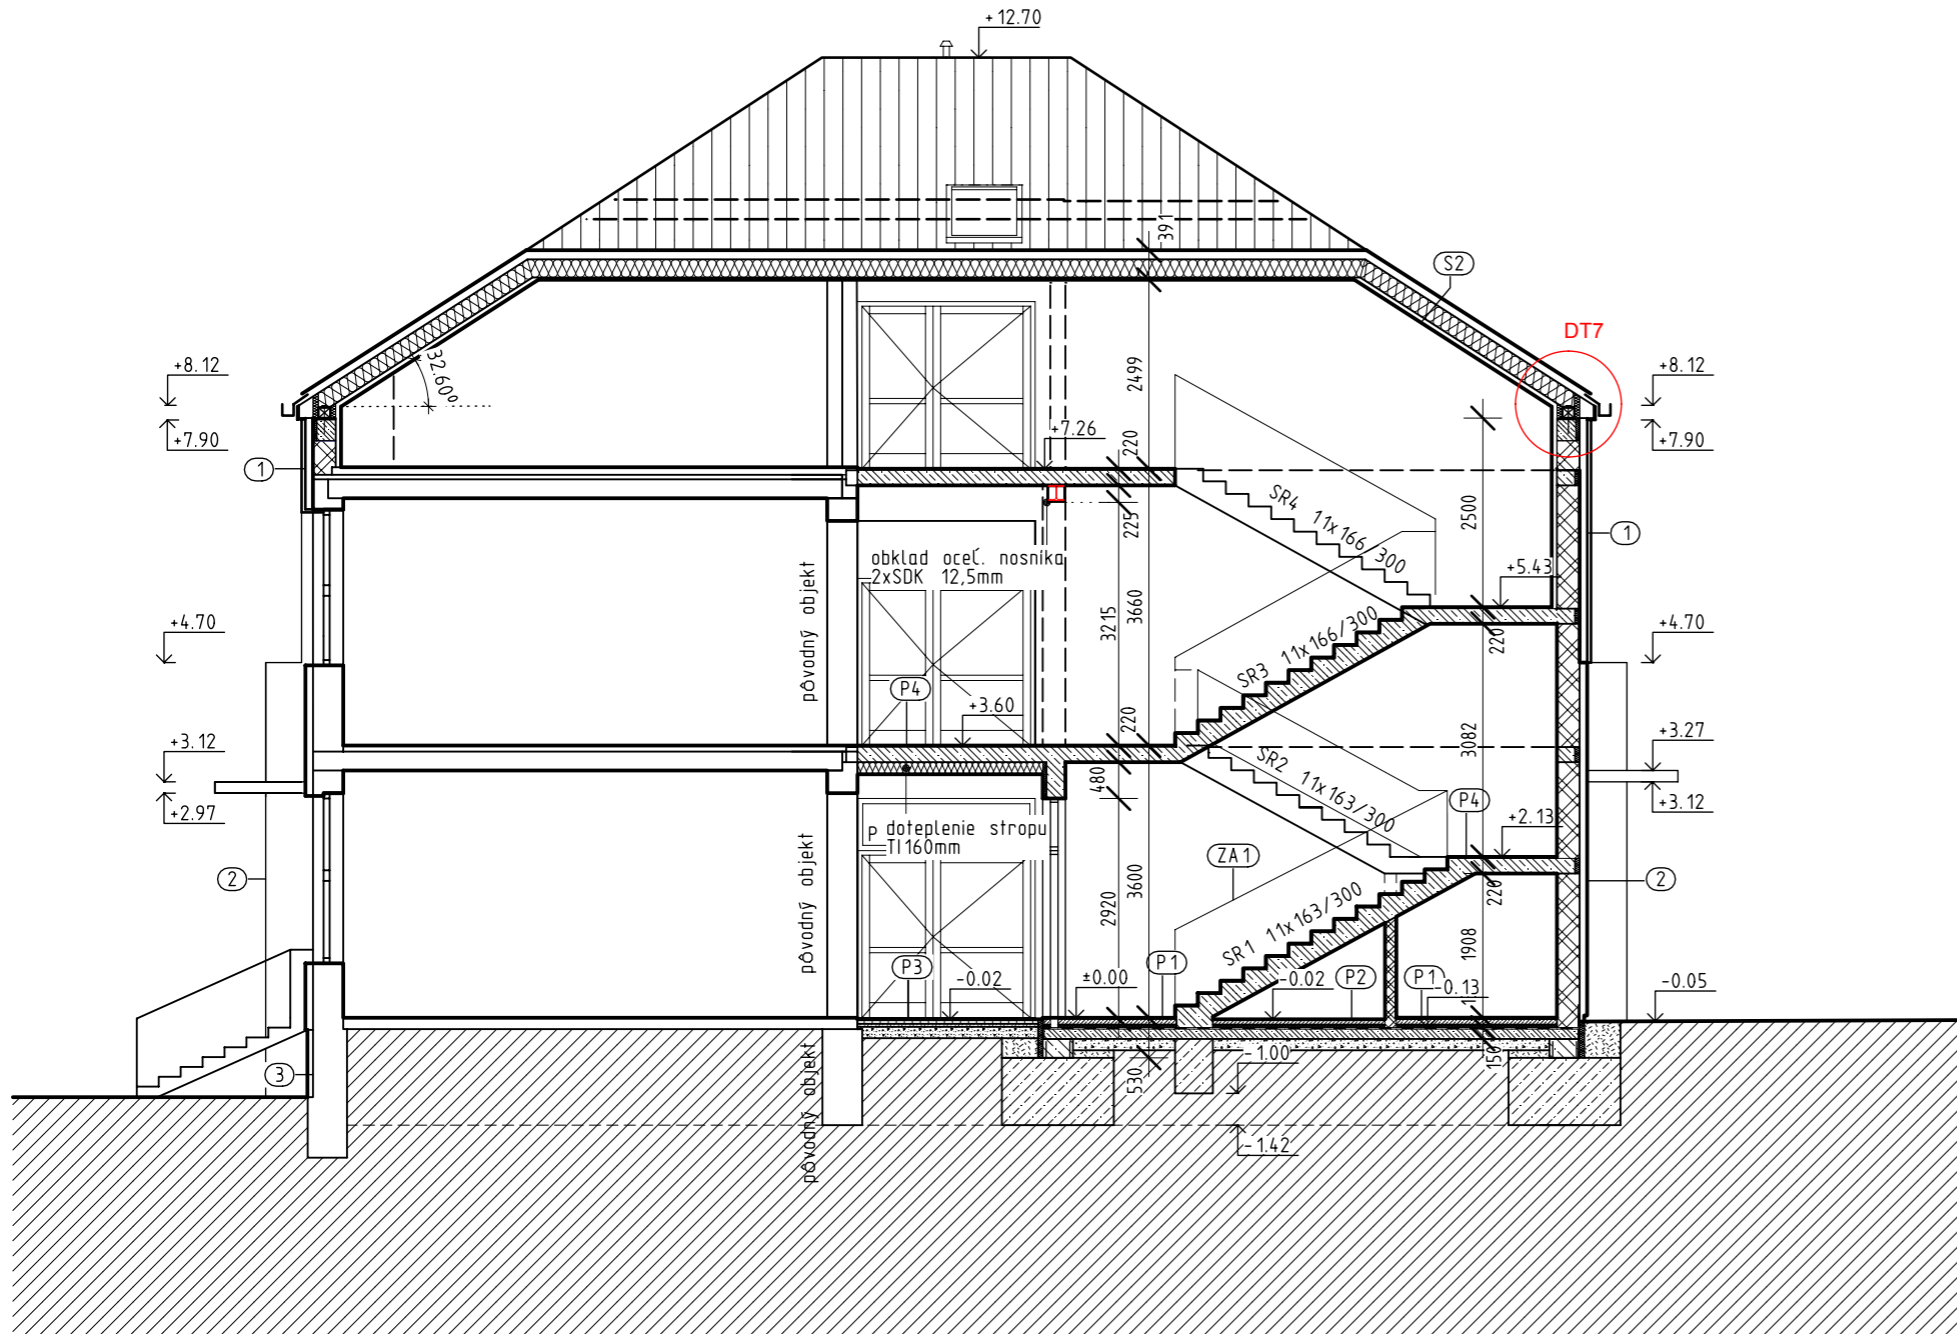 +12.70
391
S2
DT7
32.60°
+8.12
+7.90
+8.12
+7.90
2499
+7.26
220
1
SR4 11x166/300
2500
1
225
+5.43
obklad oceľ. nosníka
2xSDK 12,5mm
pôvodný objekt
3215
3660
220
+4.70
+4.70
SR3 11x166/300
P4
+3.60
220
3082
+3.12
+2.97
+3.27
+3.12
SR2 11x163/300
480
P4
+2.13
P doteplenie stropu
TI160mm
pôvodný objekt
ZA1
2
2
220
2920
3600
SR1 11x163/300
1908
P3
-0.02
±0.00
P1
-0.02
P2
P1
-0.13
-0.05
3
pôvodný objekt
530
-1.00
150
-1.42